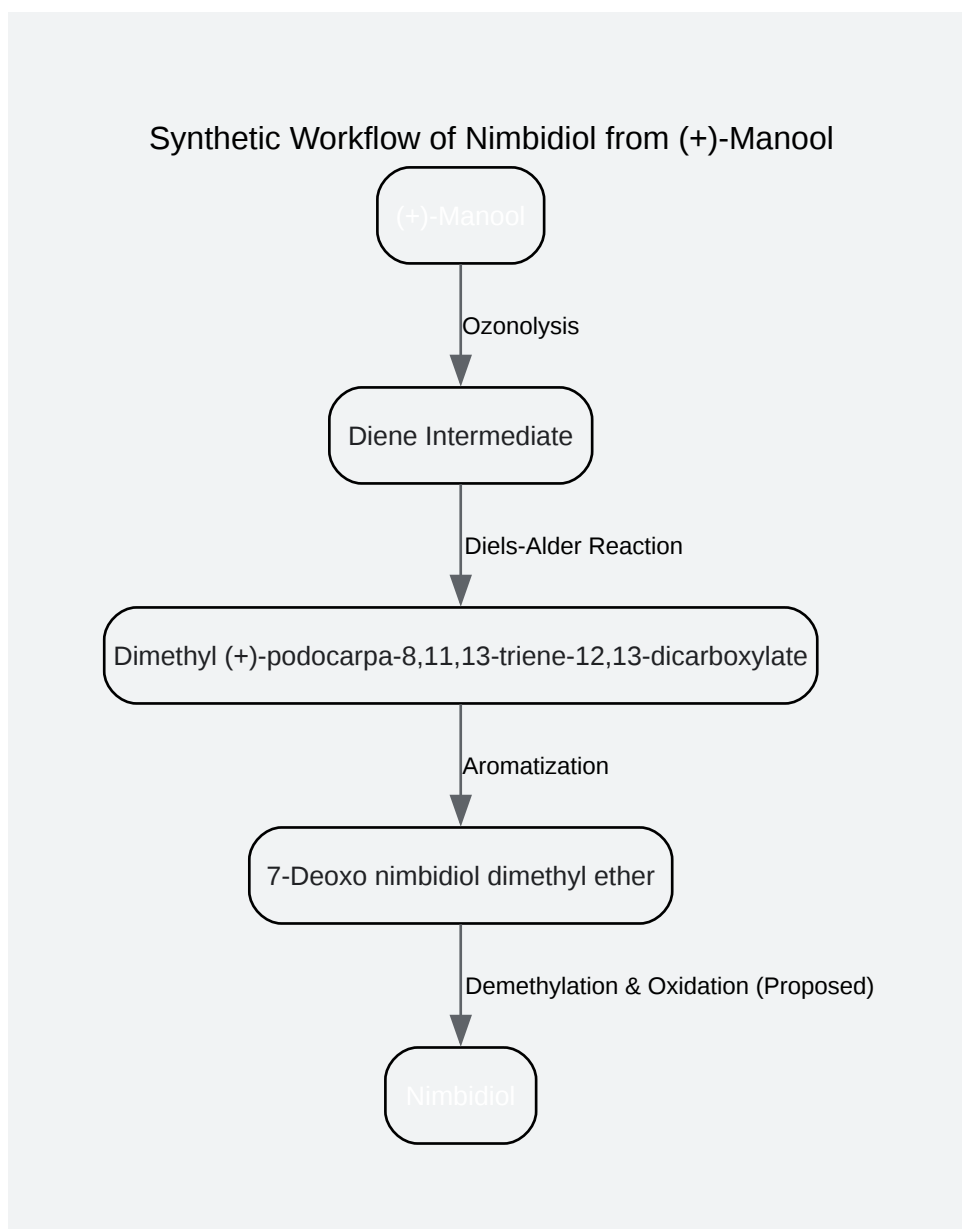 Synthetic Workflow of Nimbidiol from (+)-Manool
(+)-Manool
Ozonolysis
Diene Intermediate
Diels-Alder Reaction
Dimethyl (+)-podocarpa-8,11,13-triene-12,13-dicarboxylate
Aromatization
7-Deoxo nimbidiol dimethyl ether
Demethylation & Oxidation (Proposed)
Nimbidiol